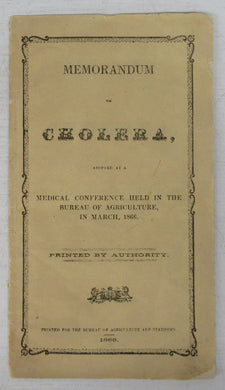 MEMORANDUM
ON
CHOLERA,
ADOPTED AT A
MEDICAL CONFERENCE HELD IN THE
BUREAU OF AGRICULTURE,
IN MARCH, 1866.
PRINTED BY AUTHORITY.
PRINTED FOR THE BUREAU OF AGRICULTURE AND STATISTICS.
1866.